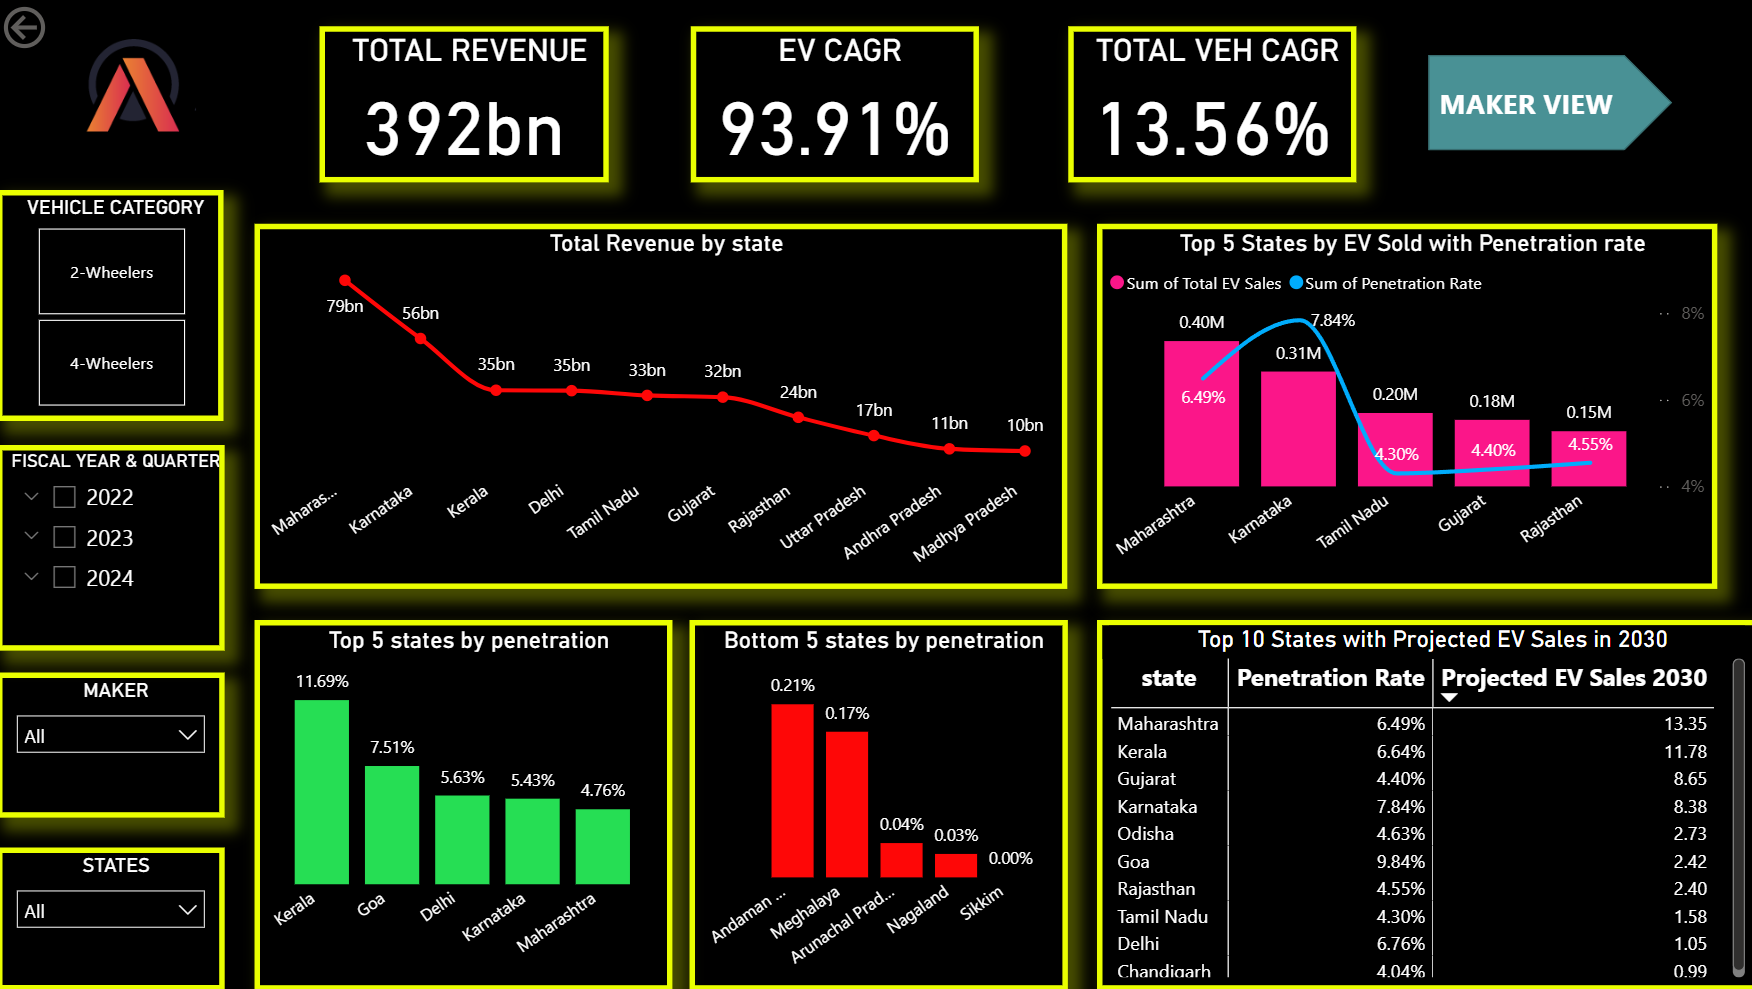 TOTAL REVENUE
392bn
EV CAGR
93.91%
TOTAL VEH CAGR
13.56%
MAKER VIEW
VEHICLE CATEGORY
2-Wheelers
4-Wheelers
FISCAL YEAR & QUARTER
2022
2023
2024
MAKER
All
STATES
All
Total Revenue by state
79bn
56bn
35bn
35bn
33bn
32bn
24bn
17bn
11bn
10bn
Maharas...
Karnataka
Kerala
Delhi
Tamil Nadu
Gujarat
Rajasthan
Uttar Pradesh
Andhra Pradesh
Madhya Pradesh
Top 5 States by EV Sold with Penetration rate
Sum of Total EV Sales
Sum of Penetration Rate
0.40M
0.31M
0.20M
0.18M
0.15M
6.49%
7.84%
4.30%
4.40%
4.55%
8%
6%
4%
Maharashtra
Karnataka
Tamil Nadu
Gujarat
Rajasthan
Top 5 states by penetration
11.69%
7.51%
5.63%
5.43%
4.76%
Kerala
Goa
Delhi
Karnataka
Maharashtra
Bottom 5 states by penetration
0.21%
0.17%
0.04%
0.03%
0.00%
Andaman ...
Meghalaya
Arunachal Prad...
Nagaland
Sikkim
Top 10 States with Projected EV Sales in 2030
state Penetration Rate Projected EV Sales 2030
Maharashtra 6.49% 13.35
Kerala 6.64% 11.78
Gujarat 4.40% 8.65
Karnataka 7.84% 8.38
Odisha 4.63% 2.73
Goa 9.84% 2.42
Rajasthan 4.55% 2.40
Tamil Nadu 4.30% 1.58
Delhi 6.76% 1.05
Chandigarh 4.04% 0.99